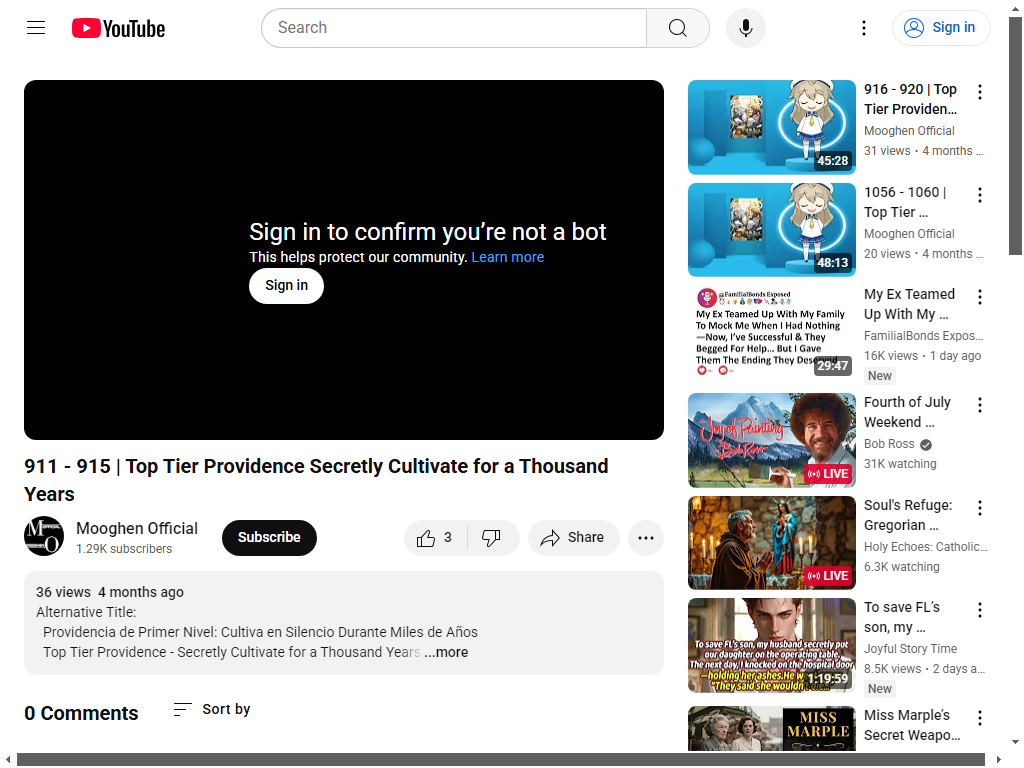 YouTube
Search
Sign in
Sign in to confirm you're not a bot
This helps protect our community. Learn more
Sign in
911 - 915 | Top Tier Providence Secretly Cultivate for a Thousand
Years
Mooghen Official
1.29K subscribers
Subscribe
3
Share
36 views 4 months ago
Alternative Title:
Providencia de Primer Nivel: Cultiva en Silencio Durante Miles de Años
Top Tier Providence - Secretly Cultivate for a Thousand Years ...more
0 Comments
Sort by
45:28
916 - 920 | Top
Tier Providen...
Mooghen Official
31 views • 4 months ...
48:13
1056 - 1060 |
Top Tier ...
Mooghen Official
20 views • 4 months ...
@FamilialBonds Exposed
My Ex Teamed Up With My Family
To Mock Me When I Had Nothing
—Now, I've Successful & They
Begged For Help... But I Gave
Them The Ending They Deserved
29:47
My Ex Teamed
Up With My ...
FamilialBonds Expos...
16K views • 1 day ago
New
Joy of Painting
Bob Ross
LIVE
Fourth of July
Weekend ...
Bob Ross
31K watching
LIVE
Soul's Refuge:
Gregorian ...
Holy Echoes: Catholic...
6.3K watching
To save FL's son, my husband secretly put
our daughter on the operating table.
The next day, I knocked on the hospital door
—holding her ashes.He w
"They said she wouldn't
1:19:59
To save FL's
son, my ...
Joyful Story Time
8.5K views • 2 days a...
New
MISS
MARPLE
Miss Marple's
Secret Weapo...